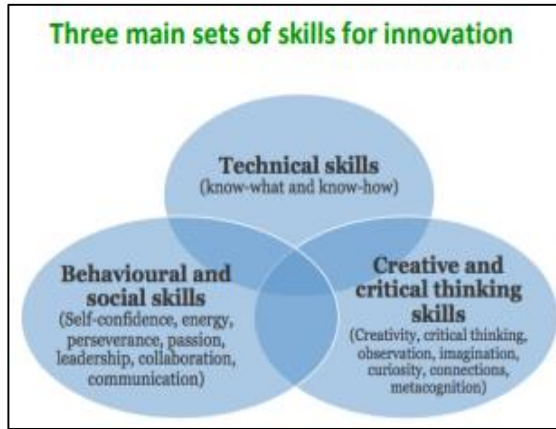 Three main sets of skills for innovation
Technical skills
(know-what and know-how)
Behavioural and
social skills
(Self-confidence, energy,
perseverance, passion,
leadership, collaboration,
communication)
Creative and
critical thinking
skills
(Creativity, critical thinking,
observation, imagination,
curiosity, connections,
metacognition)